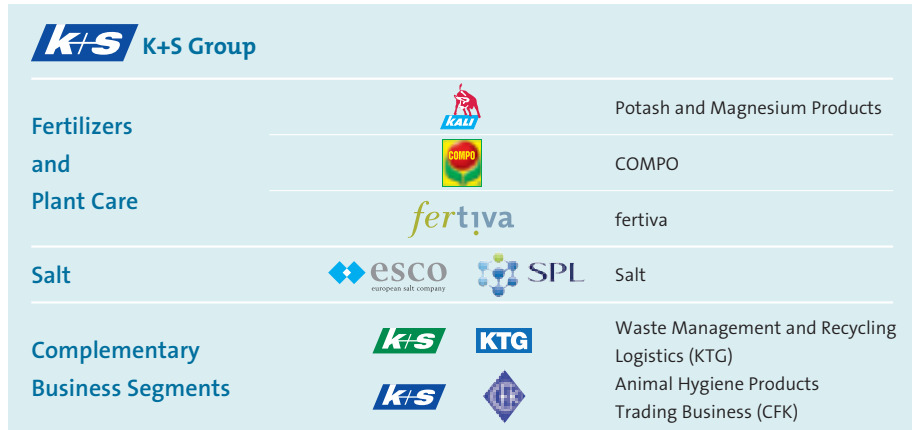 K+S K+S Group
Fertilizers
and
Plant Care
KALI
Potash and Magnesium Products
COMPO
COMPO
fertiva
fertiva
Salt
esco
european salt company
SPL
Salt
Complementary
Business Segments
K+S
KTG
K+S
CFK
Waste Management and Recycling
Logistics (KTG)
Animal Hygiene Products
Trading Business (CFK)